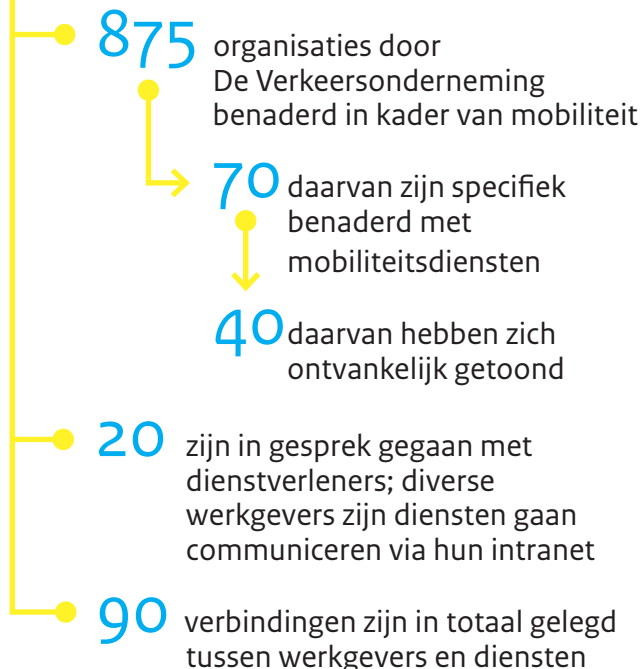 875 organisaties door
De Verkeersonderneming
benaderd in kader van mobiliteit
70 daarvan zijn specifiek
benaderd met
mobiliteitsdiensten
40 daarvan hebben zich
ontvankelijk getoond
20 zijn in gesprek gegaan met
dienstverleners; diverse
werkgevers zijn diensten gaan
communiceren via hun intranet
90 verbindingen zijn in totaal gelegd
tussen werkgevers en diensten